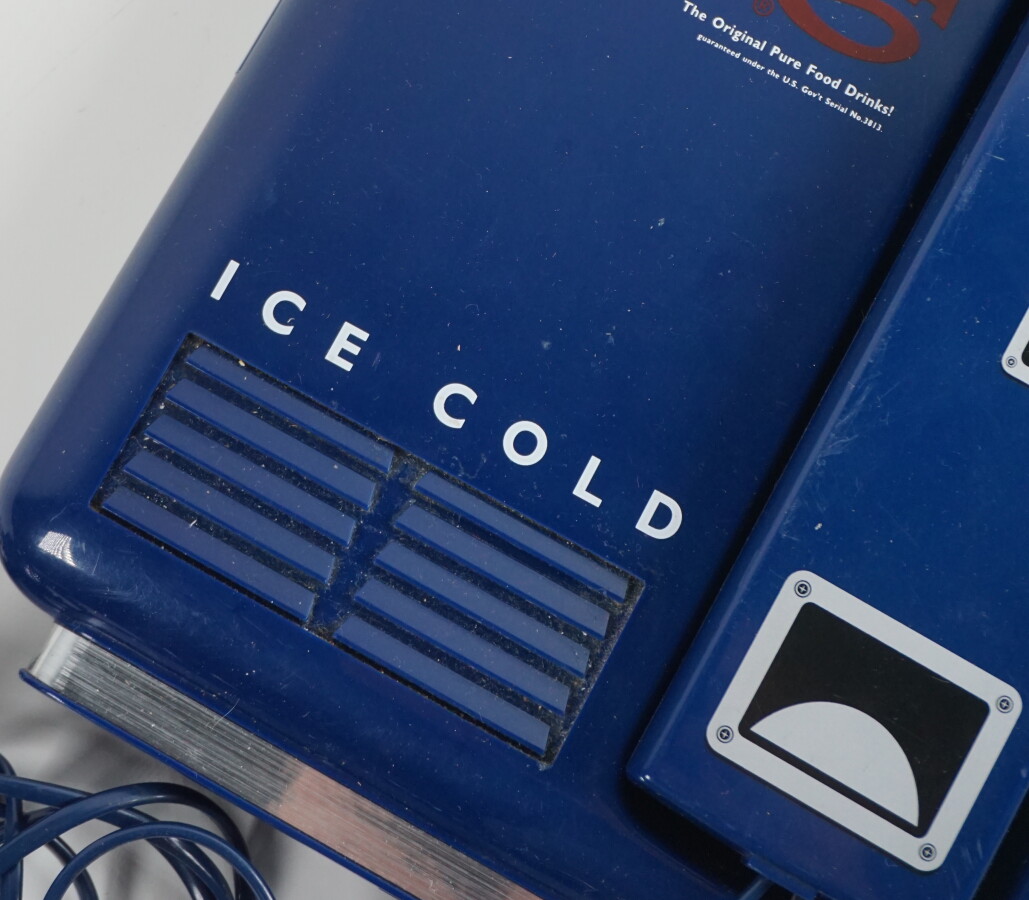 The Original Pure Food Drinks!
guaranteed under the U.S. Gov't Serial No.3813.
ICE COLD